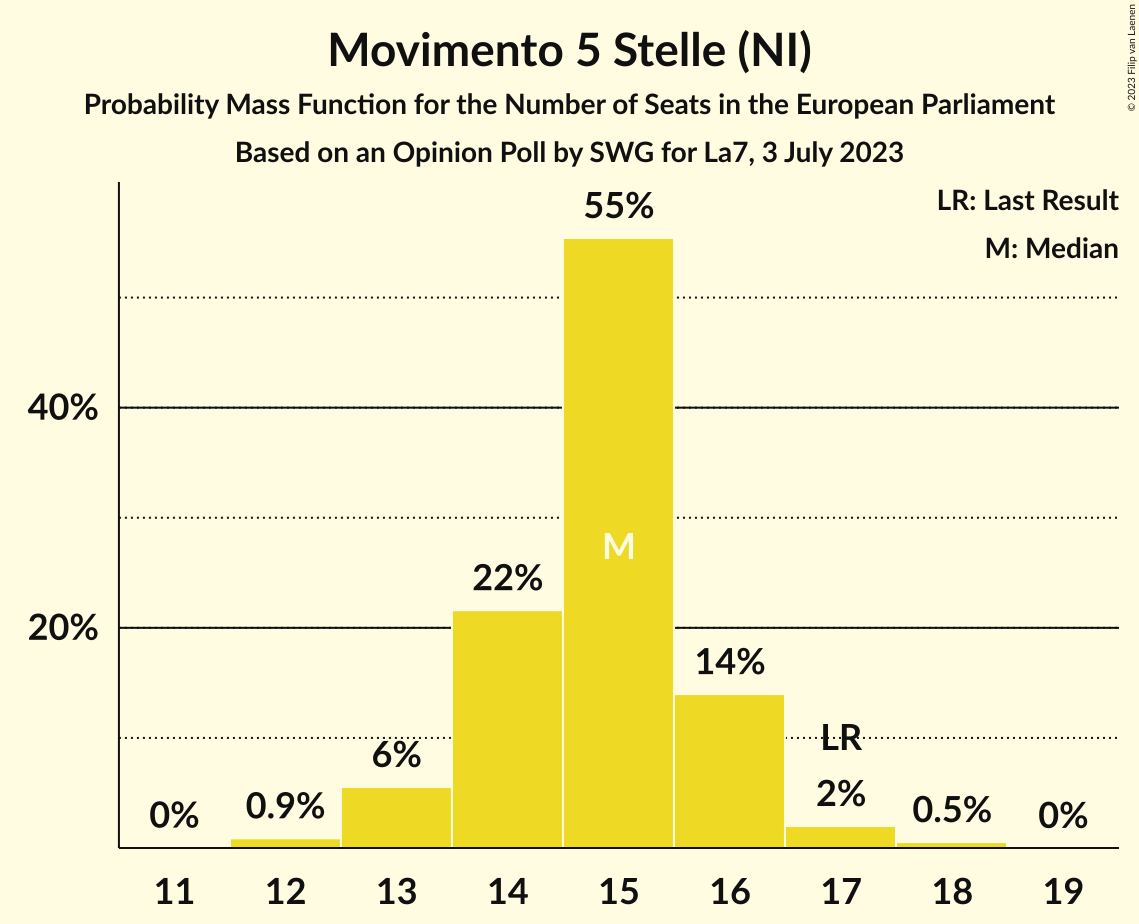 Movimento 5 Stelle (NI)
Probability Mass Function for the Number of Seats in the European Parliament
Based on an Opinion Poll by SWG for La7, 3 July 2023
© 2023 Filip van Laenen
LR: Last Result
M: Median
55%
40%
M
22%
20%
14%
LR
6%
2%
0.9%
0.5%
0%
0%
11 12 13 14 15 16 17 18 19